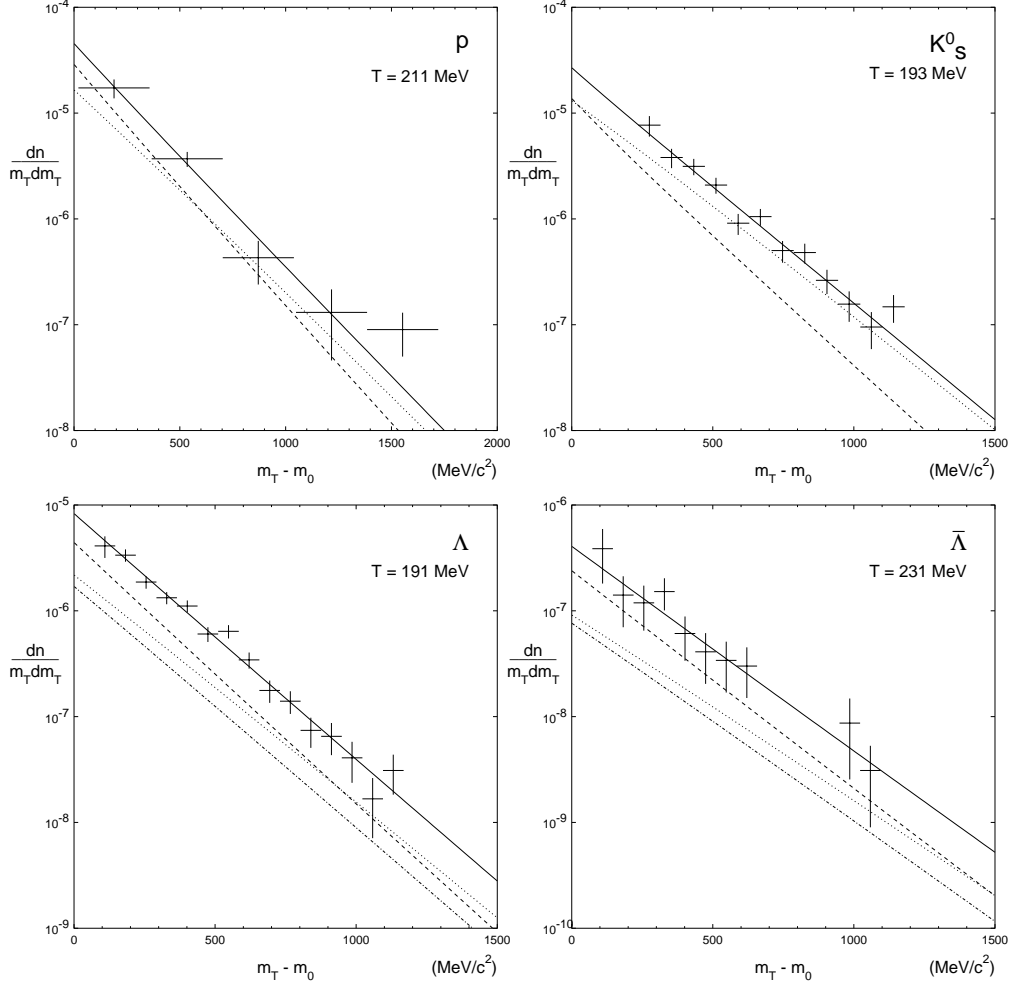 p
T = 211 MeV
dn
m_T dm_T
10^-4
10^-5
10^-6
10^-7
10^-8
0 500 1000 1500 2000
m_T - m_0 (MeV/c^2)
K^0_S
T = 193 MeV
dn
m_T dm_T
10^-4
10^-5
10^-6
10^-7
10^-8
0 500 1000 1500
m_T - m_0 (MeV/c^2)
Λ
T = 191 MeV
dn
m_T dm_T
10^-5
10^-6
10^-7
10^-8
10^-9
0 500 1000 1500
m_T - m_0 (MeV/c^2)
Λ̄
T = 231 MeV
dn
m_T dm_T
10^-6
10^-7
10^-8
10^-9
10^-10
0 500 1000 1500
m_T - m_0 (MeV/c^2)